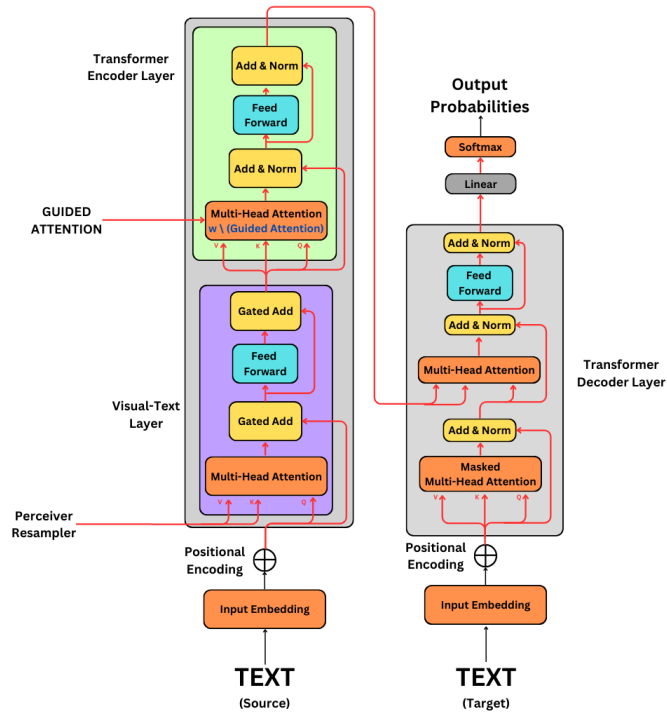 Transformer
Encoder Layer
Add & Norm
Feed
Forward
Add & Norm
GUIDED
ATTENTION
Multi-Head Attention
w \ (Guided Attention)
V
K
Q
Gated Add
Feed
Forward
Visual-Text
Layer
Gated Add
Multi-Head Attention
V
K
Q
Perceiver
Resampler
Positional
Encoding
Input Embedding
TEXT
(Source)
Output
Probabilities
Softmax
Linear
Add & Norm
Feed
Forward
Add & Norm
Multi-Head Attention
Transformer
Decoder Layer
Add & Norm
Masked
Multi-Head Attention
V
K
Q
Positional
Encoding
Input Embedding
TEXT
(Target)